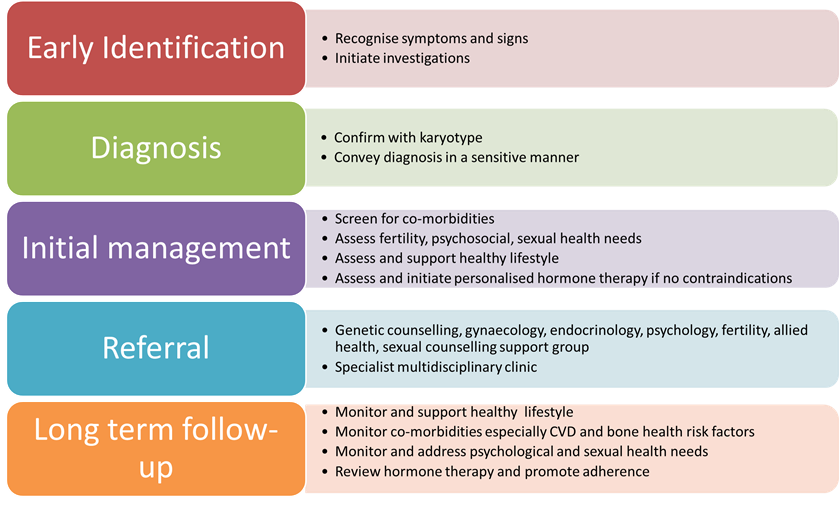 Early Identification
• Recognise symptoms and signs
• Initiate investigations
Diagnosis
• Confirm with karyotype
• Convey diagnosis in a sensitive manner
Initial management
• Screen for co-morbidities
• Assess fertility, psychosocial, sexual health needs
• Assess and support healthy lifestyle
• Assess and initiate personalised hormone therapy if no contraindications
Referral
• Genetic counselling, gynaecology, endocrinology, psychology, fertility, allied
health, sexual counselling support group
• Specialist multidisciplinary clinic
Long term follow-
up
• Monitor and support healthy lifestyle
• Monitor co-morbidities especially CVD and bone health risk factors
• Monitor and address psychological and sexual health needs
• Review hormone therapy and promote adherence